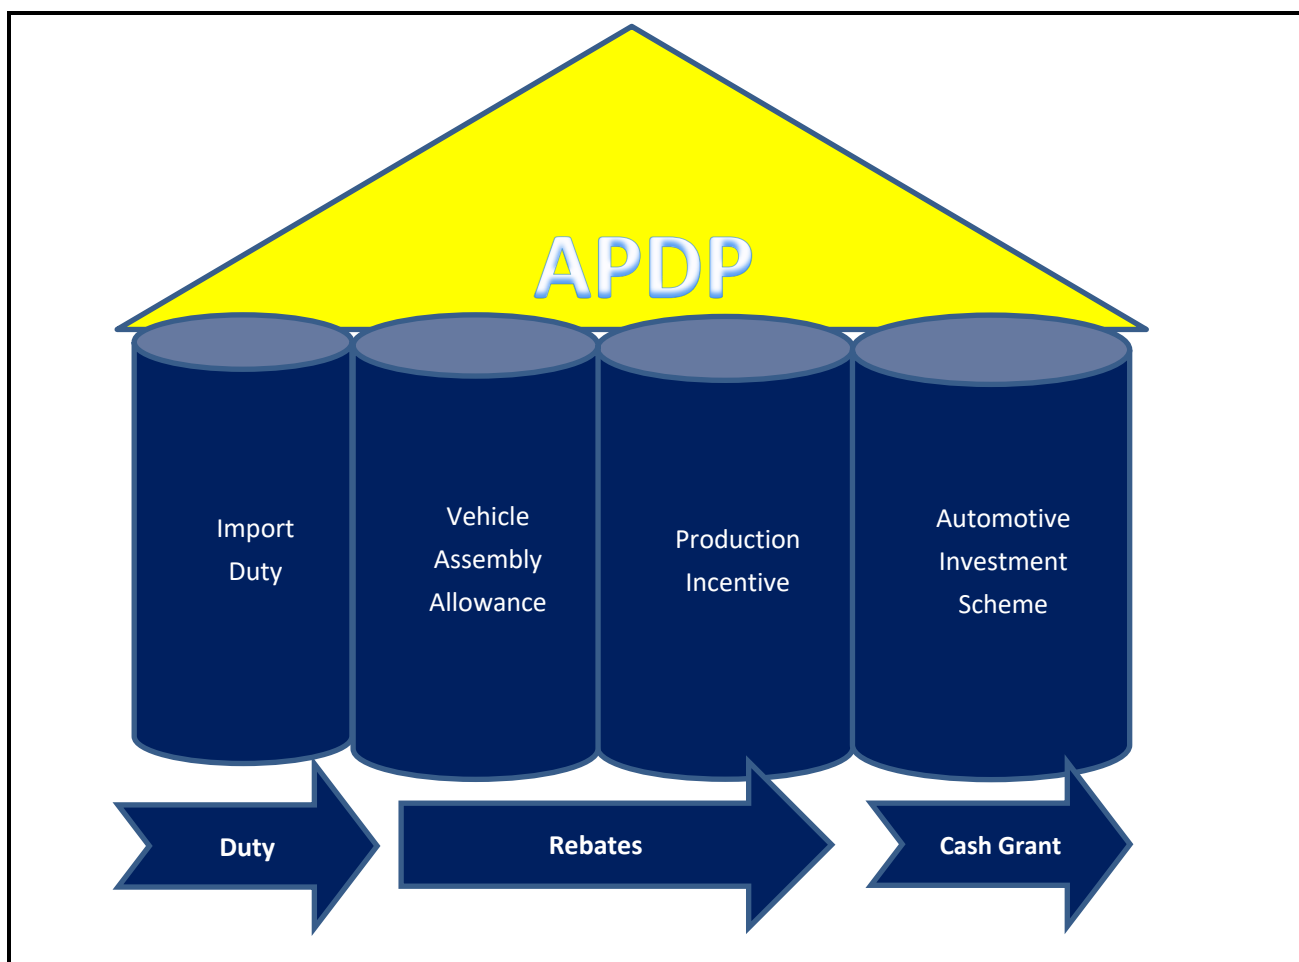 APDP
Import
Duty
Vehicle
Assembly
Allowance
Production
Incentive
Automotive
Investment
Scheme
Duty
Rebates
Cash Grant